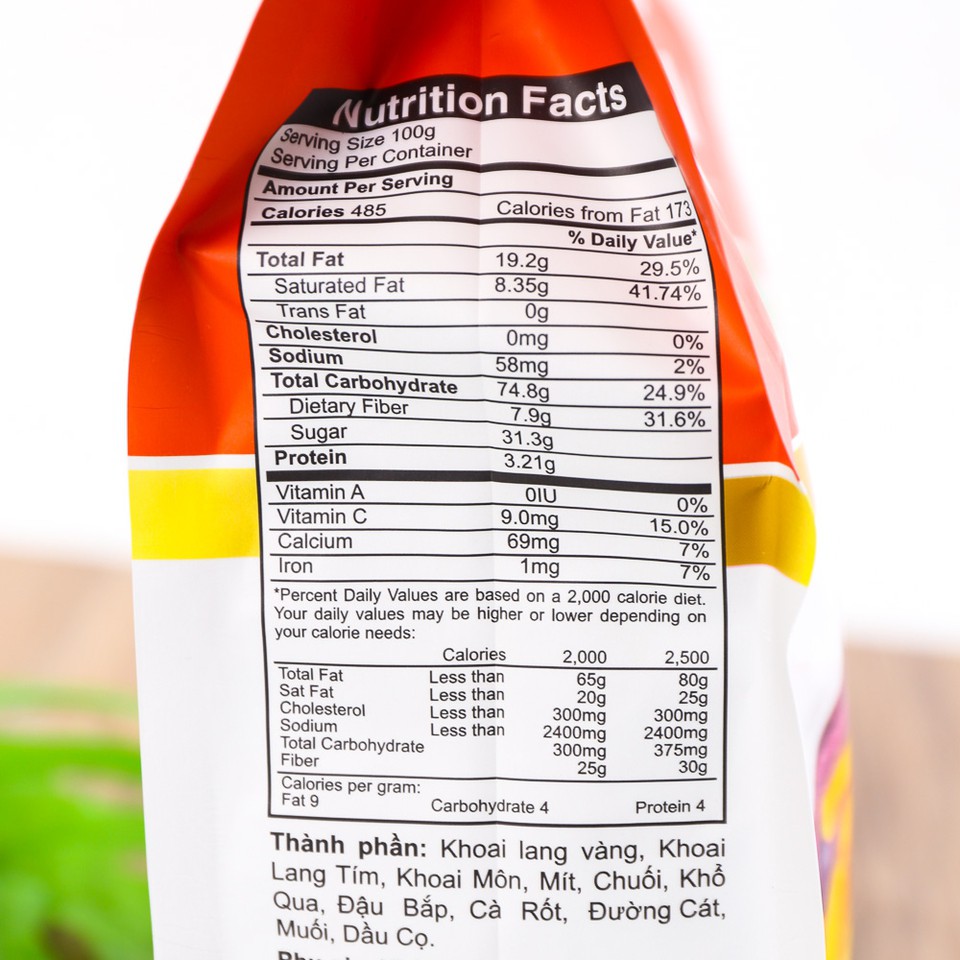 Nutrition Facts
Serving Size 100g
Serving Per Container
Amount Per Serving
Calories 485 Calories from Fat 173
% Daily Value*
Total Fat 19.2g 29.5%
Saturated Fat 8.35g 41.74%
Trans Fat 0g
Cholesterol 0mg 0%
Sodium 58mg 2%
Total Carbohydrate 74.8g 24.9%
Dietary Fiber 7.9g 31.6%
Sugar 31.3g
Protein 3.21g
Vitamin A 0IU 0%
Vitamin C 9.0mg 15.0%
Calcium 69mg 7%
Iron 1mg 7%
*Percent Daily Values are based on a 2,000 calorie diet.
Your daily values may be higher or lower depending on
your calorie needs:
Calories 2,000 2,500
Total Fat Less than 65g 80g
Sat Fat Less than 20g 25g
Cholesterol Less than 300mg 300mg
Sodium Less than 2400mg 2400mg
Total Carbohydrate 300mg 375mg
Fiber 25g 30g
Calories per gram:
Fat 9 Carbohydrate 4 Protein 4
Thành phần: Khoai lang vàng, Khoai
Lang Tím, Khoai Môn, Mít, Chuối, Khổ
Qua, Đậu Bắp, Cà Rốt, Đường Cát,
Muối, Dầu Cọ.